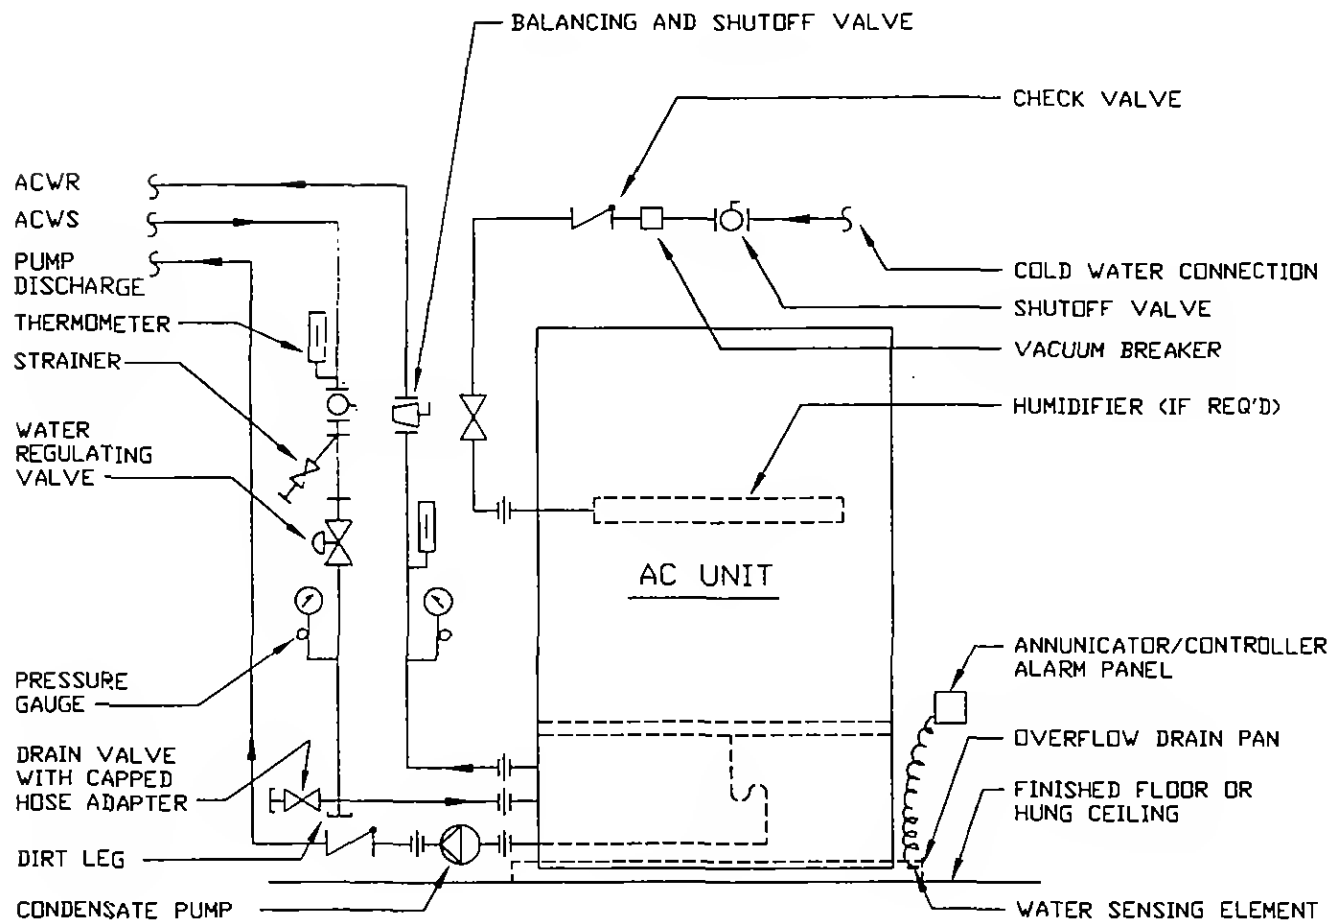 BALANCING AND SHUTOFF VALVE
CHECK VALVE
ACWR
ACWS
PUMP
DISCHARGE
THERMOMETER
STRAINER
WATER
REGULATING
VALVE
PRESSURE
GAUGE
DRAIN VALVE
WITH CAPPED
HOSE ADAPTER
DIRT LEG
CONDENSATE PUMP
COLD WATER CONNECTION
SHUTOFF VALVE
VACUUM BREAKER
HUMIDIFIER (IF REQ'D)
AC UNIT
ANNUNICATOR/CONTROLLER
ALARM PANEL
OVERFLOW DRAIN PAN
FINISHED FLOOR OR
HUNG CEILING
WATER SENSING ELEMENT